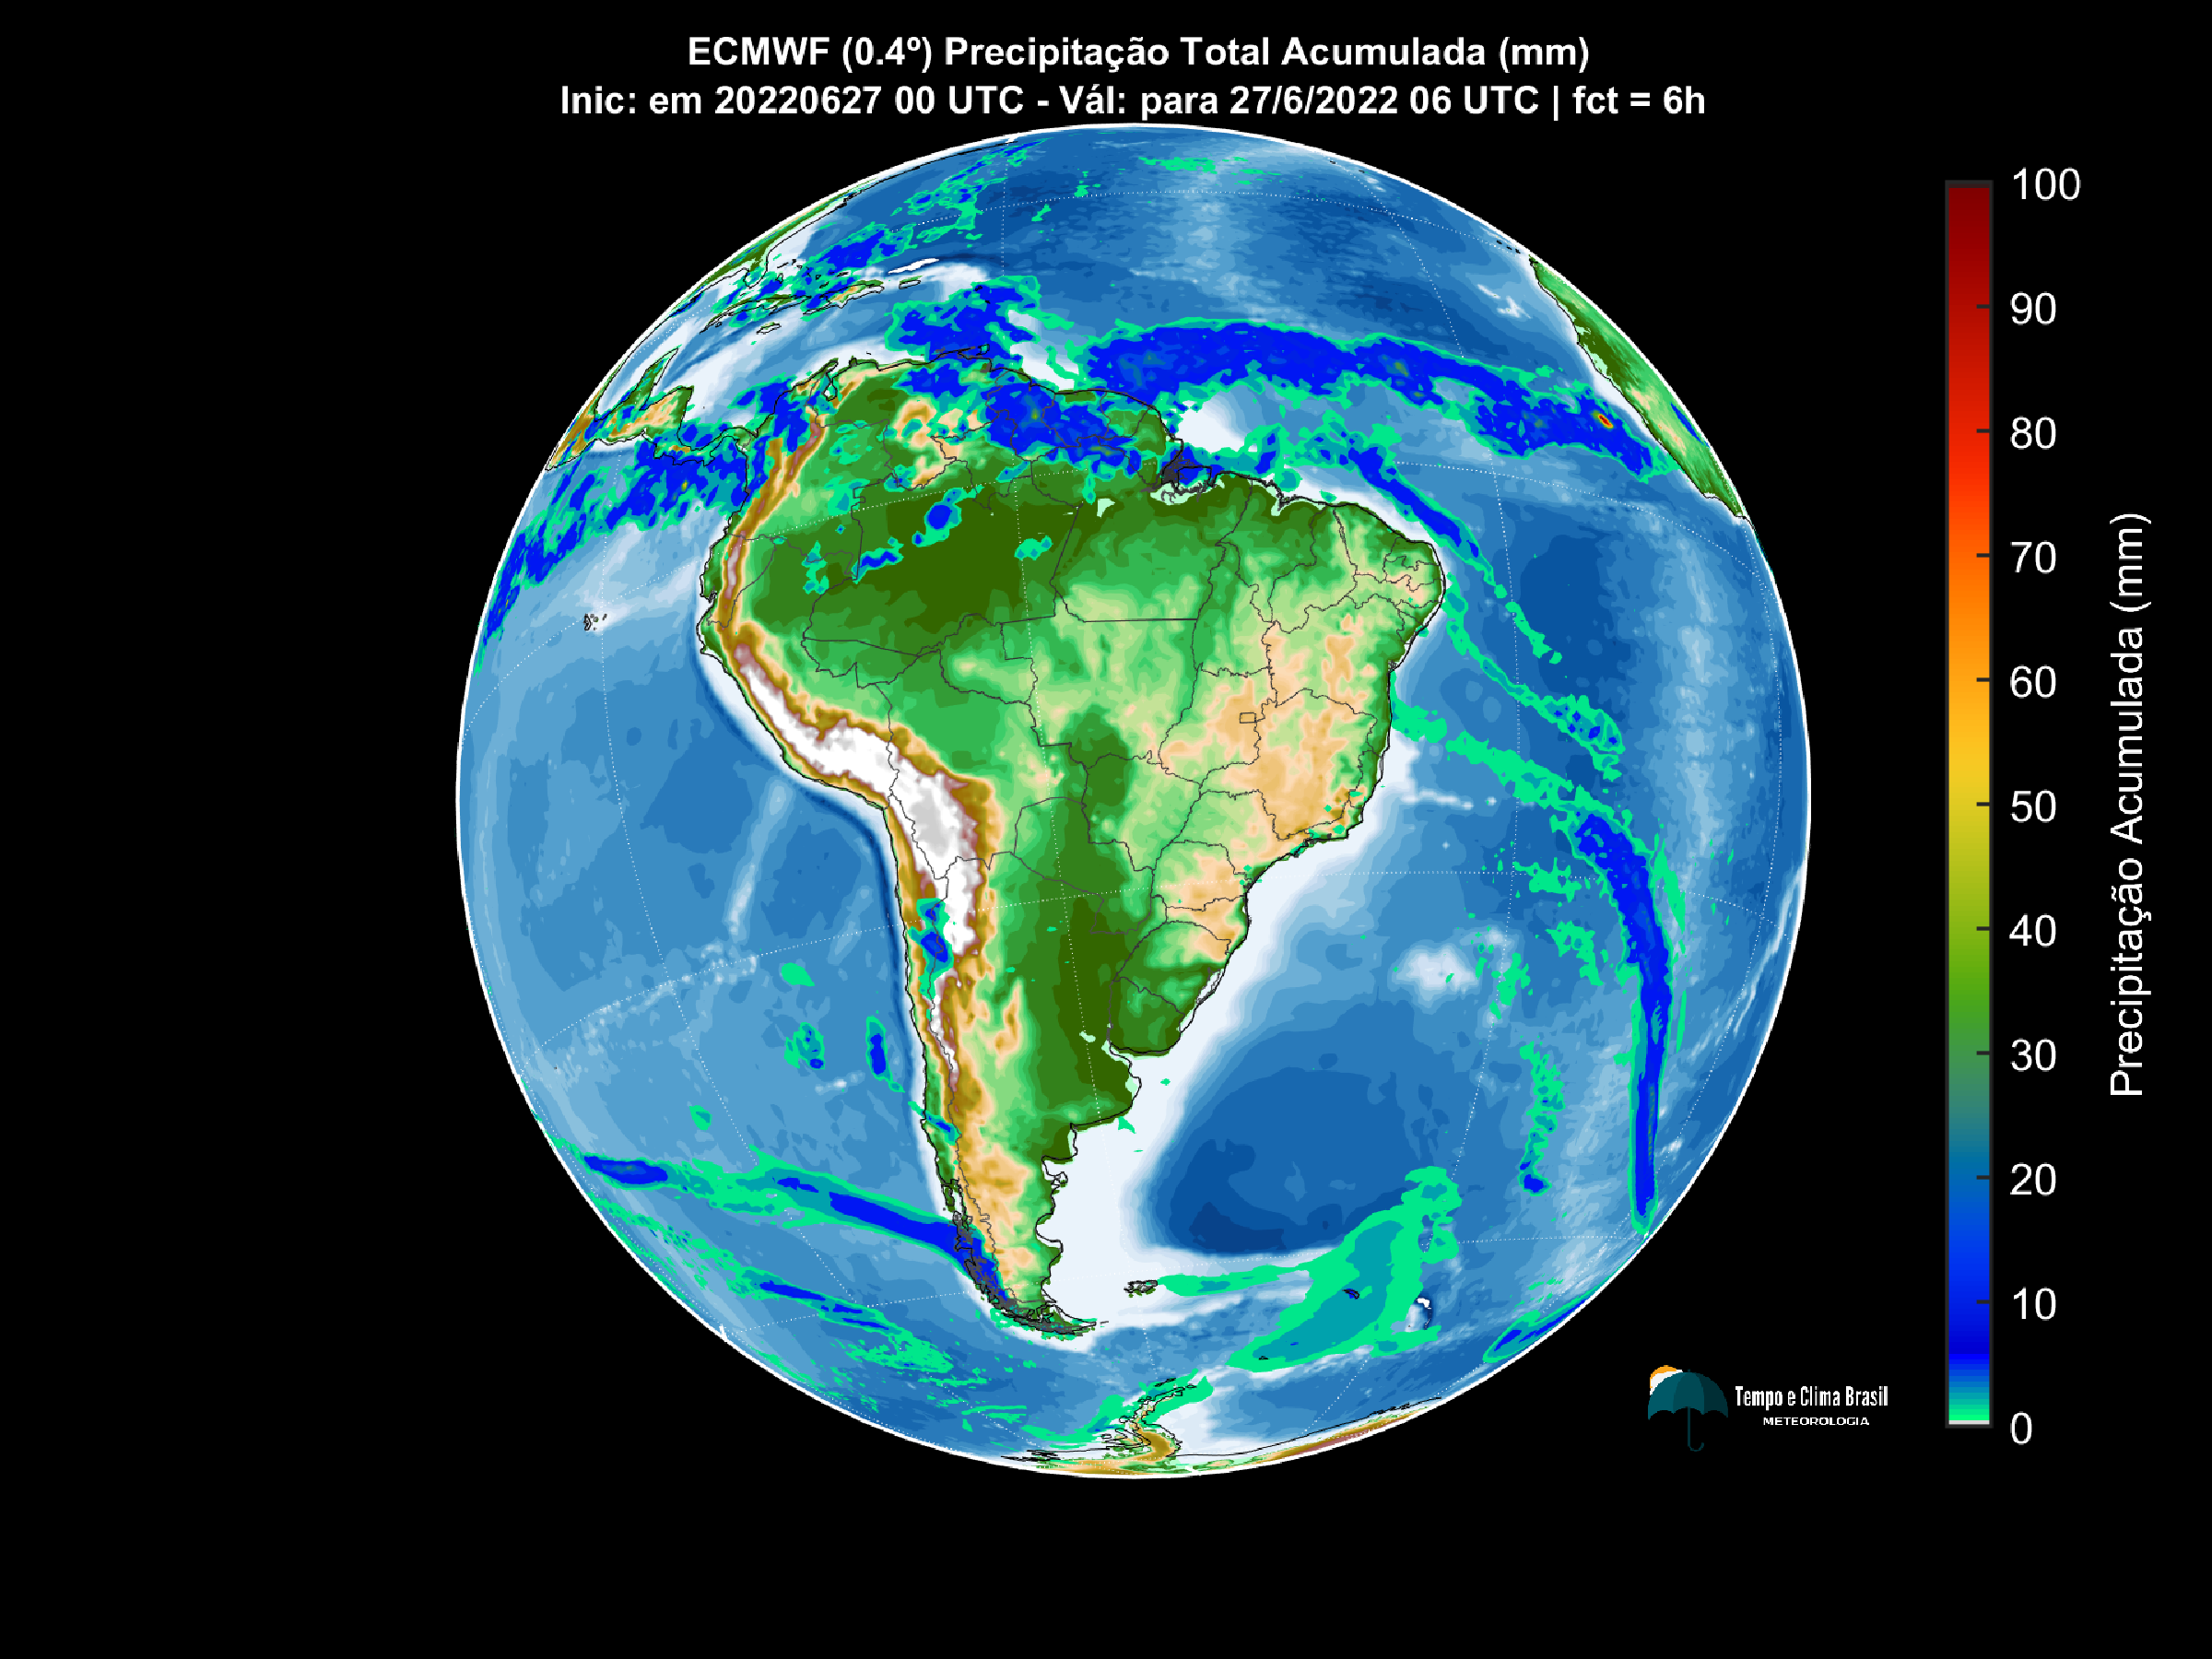 ECMWF (0.4º) Precipitação Total Acumulada (mm)
Inic: em 20220627 00 UTC - Vál: para 27/6/2022 06 UTC | fct = 6h
100
90
80
70
60
50
40
30
20
10
0
Precipitação Acumulada (mm)
Tempo e Clima Brasil
METEOROLOGIA